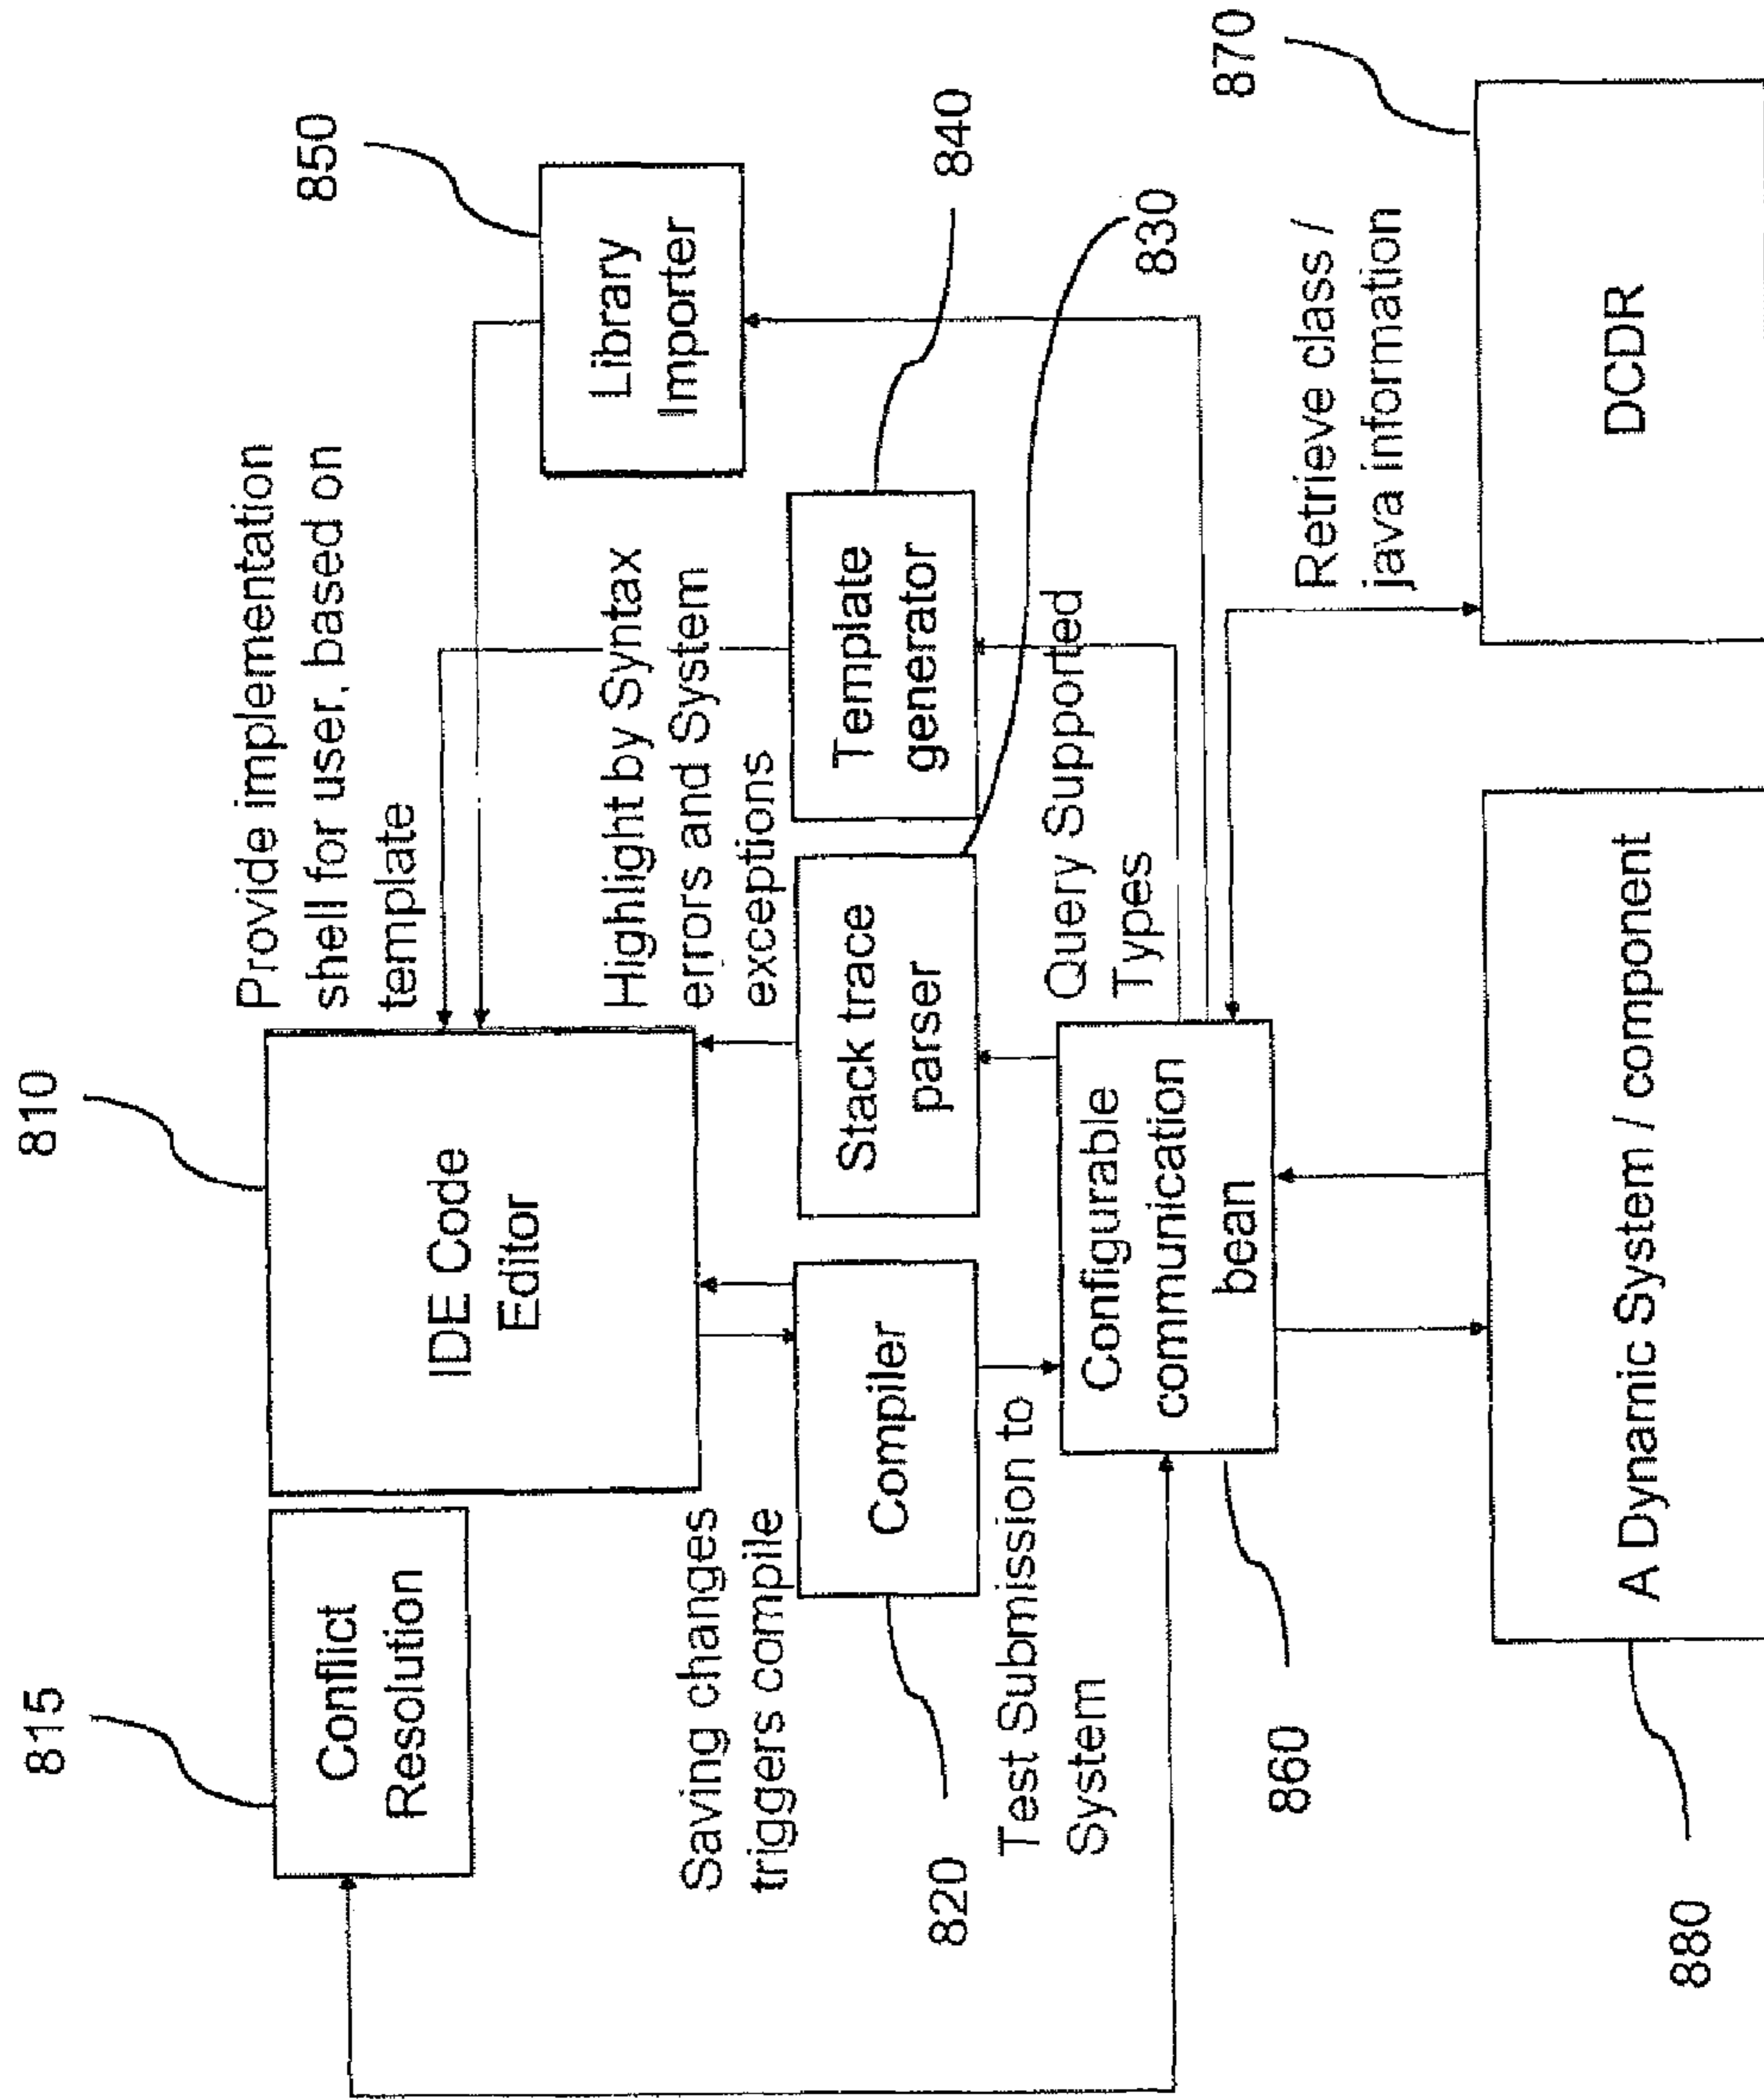 815
810
850
Provide implementation
shell for user, based on
template
Conflict
Resolution
IDE Code
Editor
Library
Importer
Saving changes
triggers compile
Highlight by Syntax
errors and System
exceptions
840
Compiler
Stack trace
parser
Template
generator
820
830
Test Submission to
System
Query Supported
Types
Configurable
communication
bean
860
Retrieve class /
java information
870
880
A Dynamic System / component
DCDR